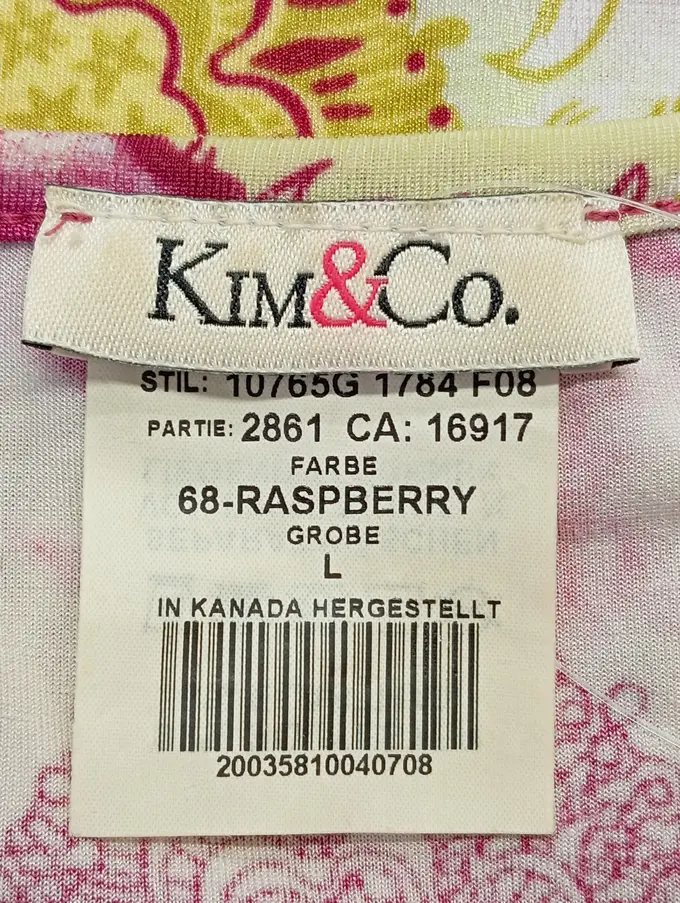 KIM&CO.
STIL: 10765G 1784 F08
PARTIE: 2861 CA: 16917
FARBE
68-RASPBERRY
GROBE
L
IN KANADA HERGESTELLT
20035810040708